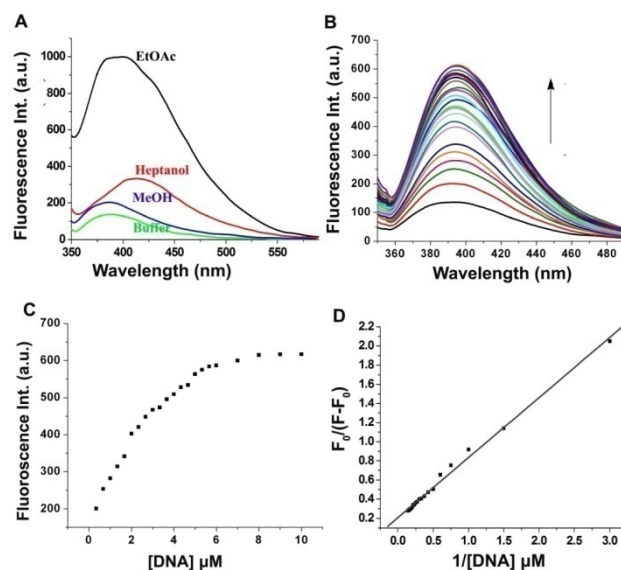 A
Fluorescence Int. (a.u.)
1000
800
600
400
200
0
EtOAc
Heptanol
MeOH
Buffer
350 400 450 500 550
Wavelength (nm)
B
Fluorescence Int. (a.u.)
700
600
500
400
300
200
100
0
360 380 400 420 440 460 480
Wavelength (nm)
C
Fluoroscence Int. (a.u.)
700
600
500
400
300
200
0 2 4 6 8 10
[DNA] µM
D
F0/(F-F0)
2.2
2.0
1.8
1.6
1.4
1.2
1.0
0.8
0.6
0.4
0.2
0.0 0.5 1.0 1.5 2.0 2.5 3.0
1/[DNA] µM